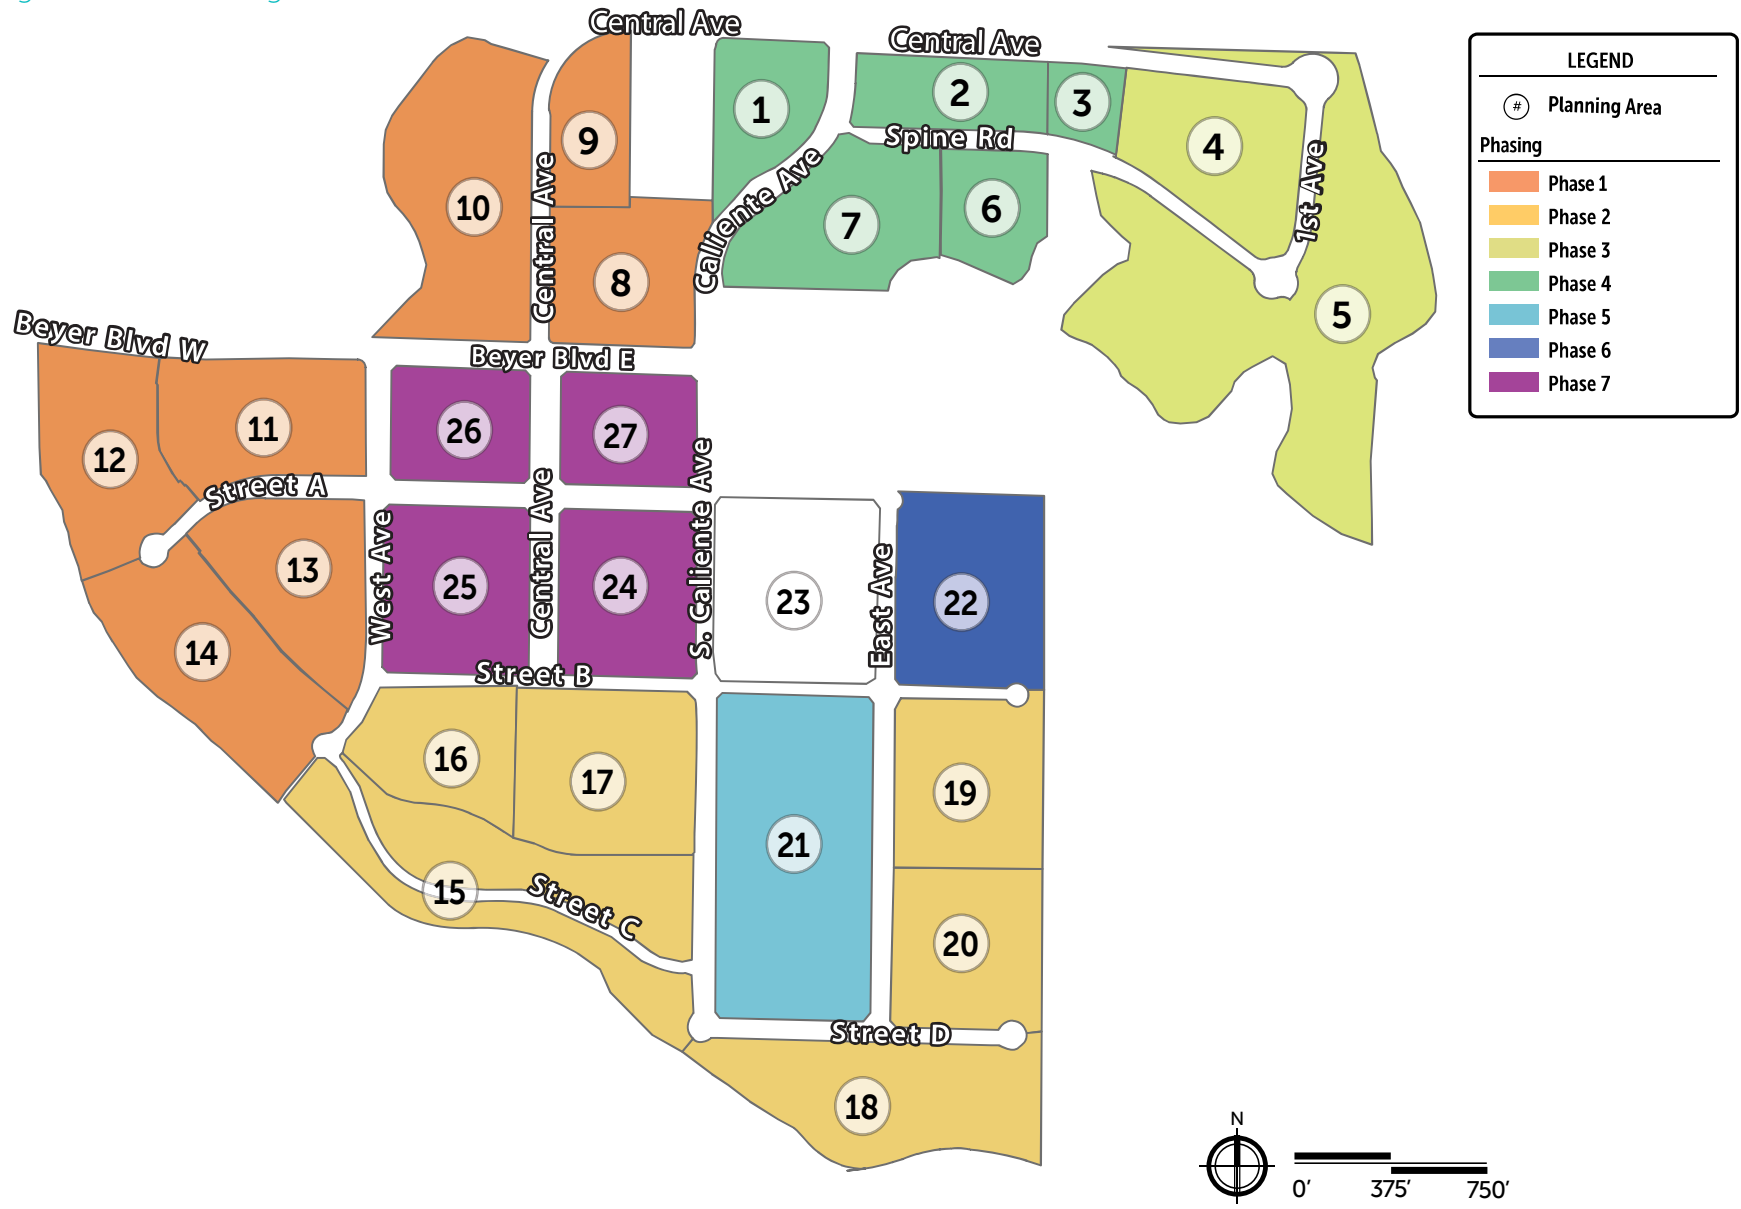 Central Ave
Central Ave
1
2
3
4
5
6
7
8
9
10
Spine Rd
Caliente Ave
1st Ave
Central Ave
Beyer Blvd W
Beyer Blvd E
11
12
13
14
Street A
26
27
25
24
23
22
West Ave
Central Ave
S. Caliente Ave
East Ave
Street B
16
17
15
21
19
20
18
Street C
Street D
LEGEND
# Planning Area
Phasing
Phase 1
Phase 2
Phase 3
Phase 4
Phase 5
Phase 6
Phase 7
N
0' 375' 750'